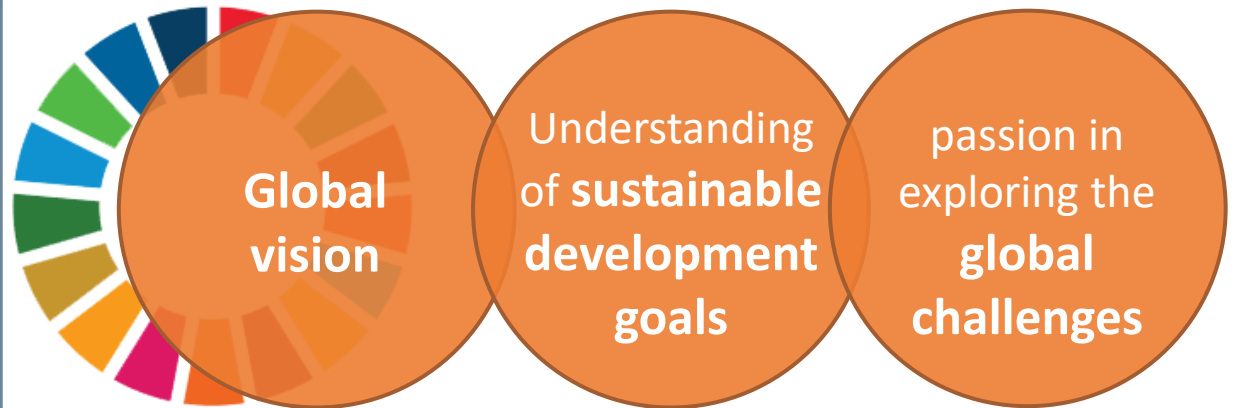 Global
vision
Understanding
of sustainable
development
goals
passion in
exploring the
global
challenges